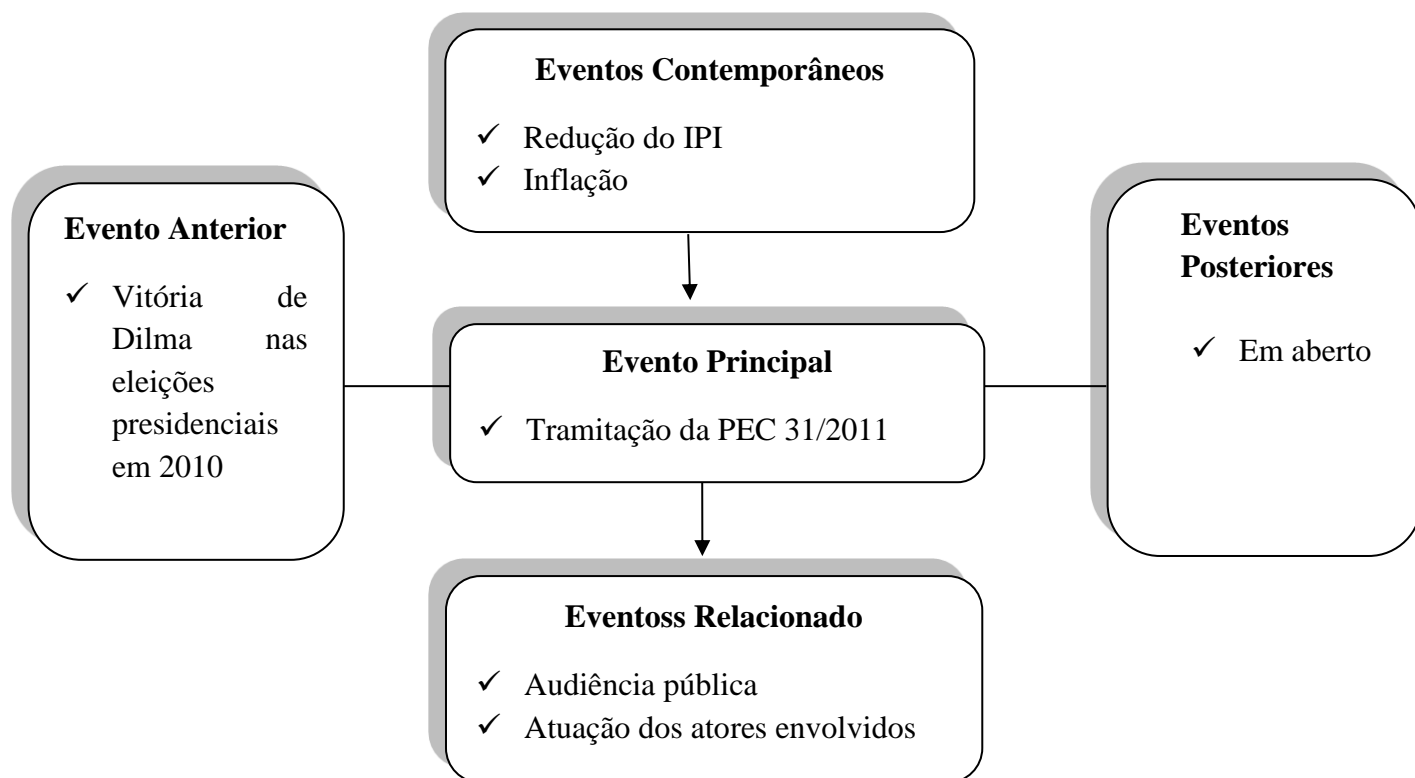 Eventos Contemporâneos
✓ Redução do IPI
✓ Inflação
Evento Anterior
✓ Vitória de
Dilma nas
eleições
presidenciais
em 2010
Evento Principal
✓ Tramitação da PEC 31/2011
Eventos
Posteriores
✓ Em aberto
Eventoss Relacionado
✓ Audiência pública
✓ Atuação dos atores envolvidos